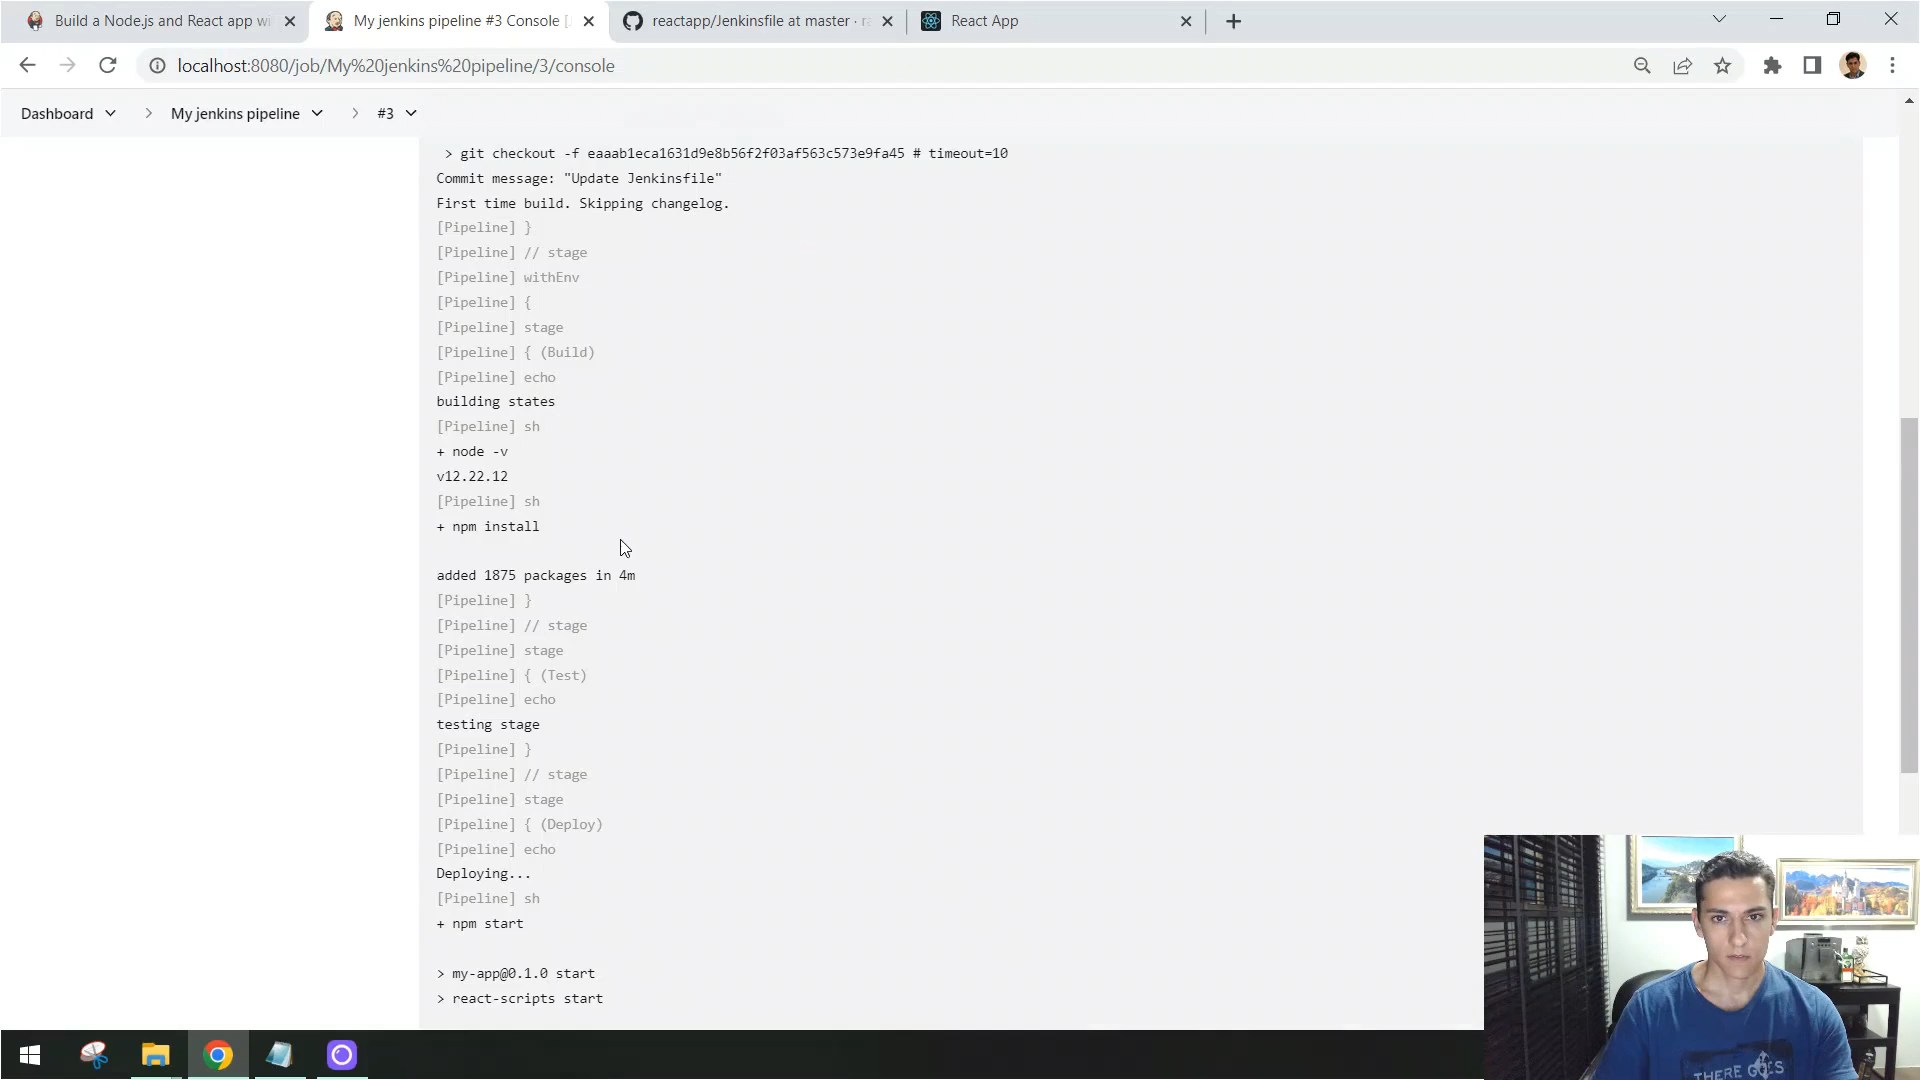 Build a Node.js and React app wi
My jenkins pipeline #3 Console [
reactapp/Jenkinsfile at master · ra
React App
localhost:8080/job/My%20jenkins%20pipeline/3/console
Dashboard
My jenkins pipeline
#3
> git checkout -f eaaab1eca1631d9e8b56f2f03af563c573e9fa45 # timeout=10
Commit message: "Update Jenkinsfile"
First time build. Skipping changelog.
[Pipeline] }
[Pipeline] // stage
[Pipeline] withEnv
[Pipeline] {
[Pipeline] stage
[Pipeline] { (Build)
[Pipeline] echo
building states
[Pipeline] sh
+ node -v
v12.22.12
[Pipeline] sh
+ npm install
added 1875 packages in 4m
[Pipeline] }
[Pipeline] // stage
[Pipeline] stage
[Pipeline] { (Test)
[Pipeline] echo
testing stage
[Pipeline] }
[Pipeline] // stage
[Pipeline] stage
[Pipeline] { (Deploy)
[Pipeline] echo
Deploying...
[Pipeline] sh
+ npm start
> my-app@0.1.0 start
> react-scripts start
THERE GOES